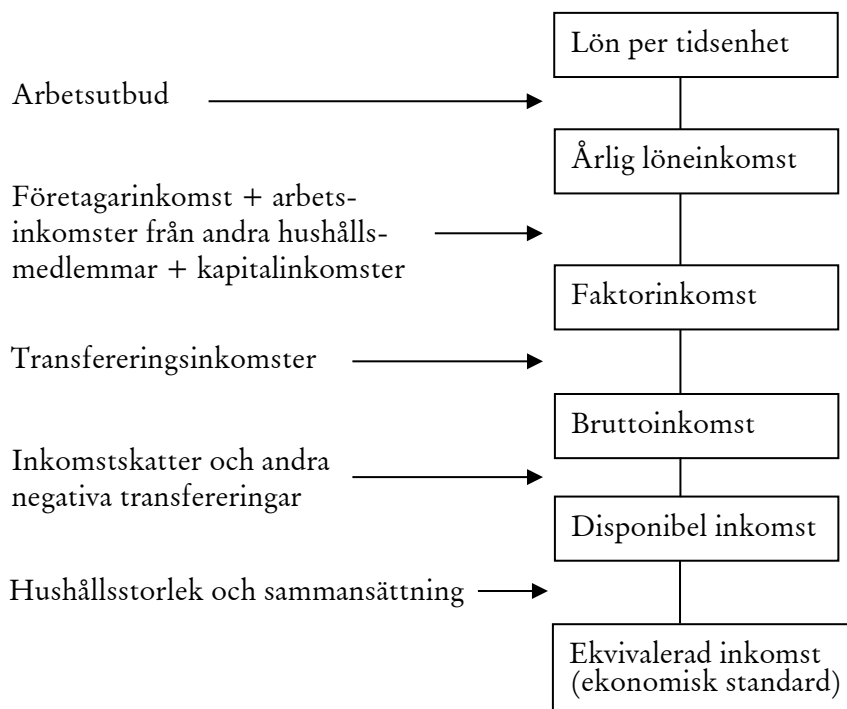 Lön per tidsenhet
Arbetsutbud
Årlig löneinkomst
Företagarinkomst + arbets-
inkomster från andra hushålls-
medlemmar + kapitalinkomster
Faktorinkomst
Transfereringsinkomster
Bruttoinkomst
Inkomstskatter och andra
negativa transfereringar
Disponibel inkomst
Hushållsstorlek och sammansättning
Ekvivalerad inkomst
(ekonomisk standard)